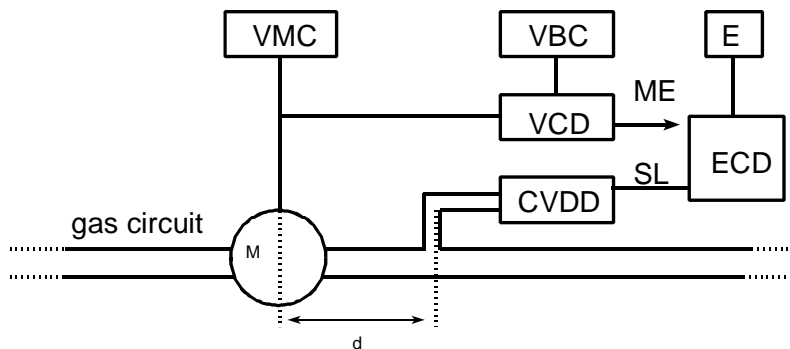 VMC
VBC
E
ME
VCD
ECD
SL
CVDD
gas circuit
M
d